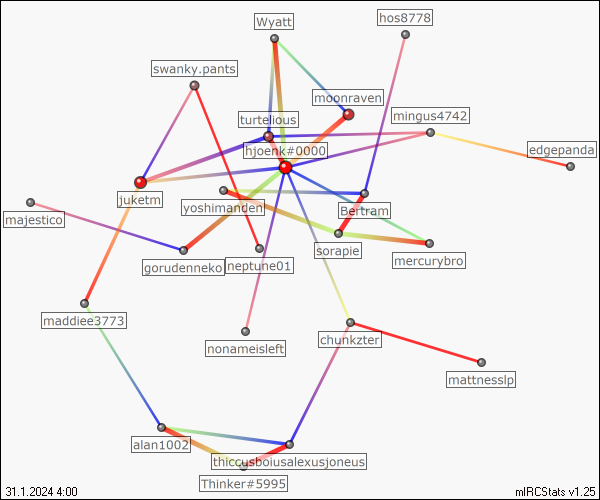 Wyatt
hos8778
swanky.pants
moonraven
turtelious
mingus4742
hjoenk#0000
edgepanda
juketm
yoshimanden
Bertram
majestico
sorapie
gorudenneko
neptune01
mercurybro
maddiee3773
nonameisleft
chunkzter
mattnesslp
alan1002
thiccusboiusalexusjoneus
Thinker#5995
31.1.2024 4:00
mIRCStats v1.25